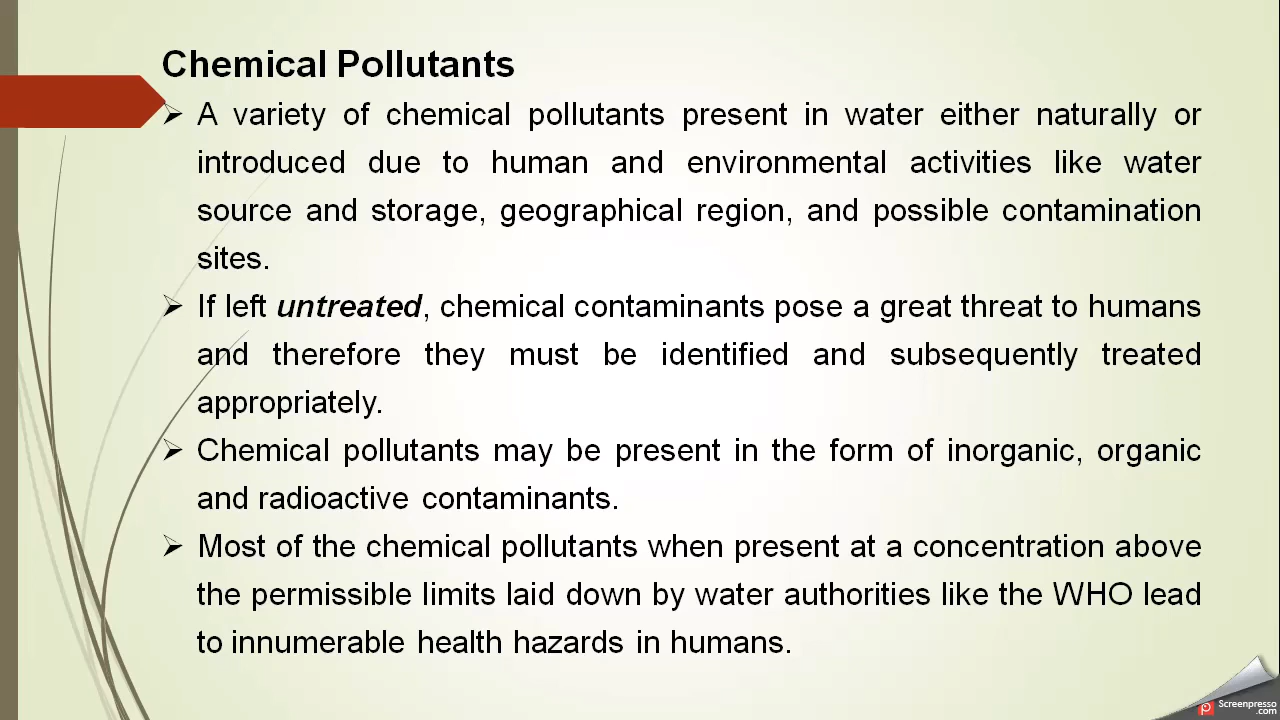 Chemical Pollutants
➢ A variety of chemical pollutants present in water either naturally or
introduced due to human and environmental activities like water
source and storage, geographical region, and possible contamination
sites.
➢ If left untreated, chemical contaminants pose a great threat to humans
and therefore they must be identified and subsequently treated
appropriately.
➢ Chemical pollutants may be present in the form of inorganic, organic
and radioactive contaminants.
➢ Most of the chemical pollutants when present at a concentration above
the permissible limits laid down by water authorities like the WHO lead
to innumerable health hazards in humans.
Screenpresso
.com